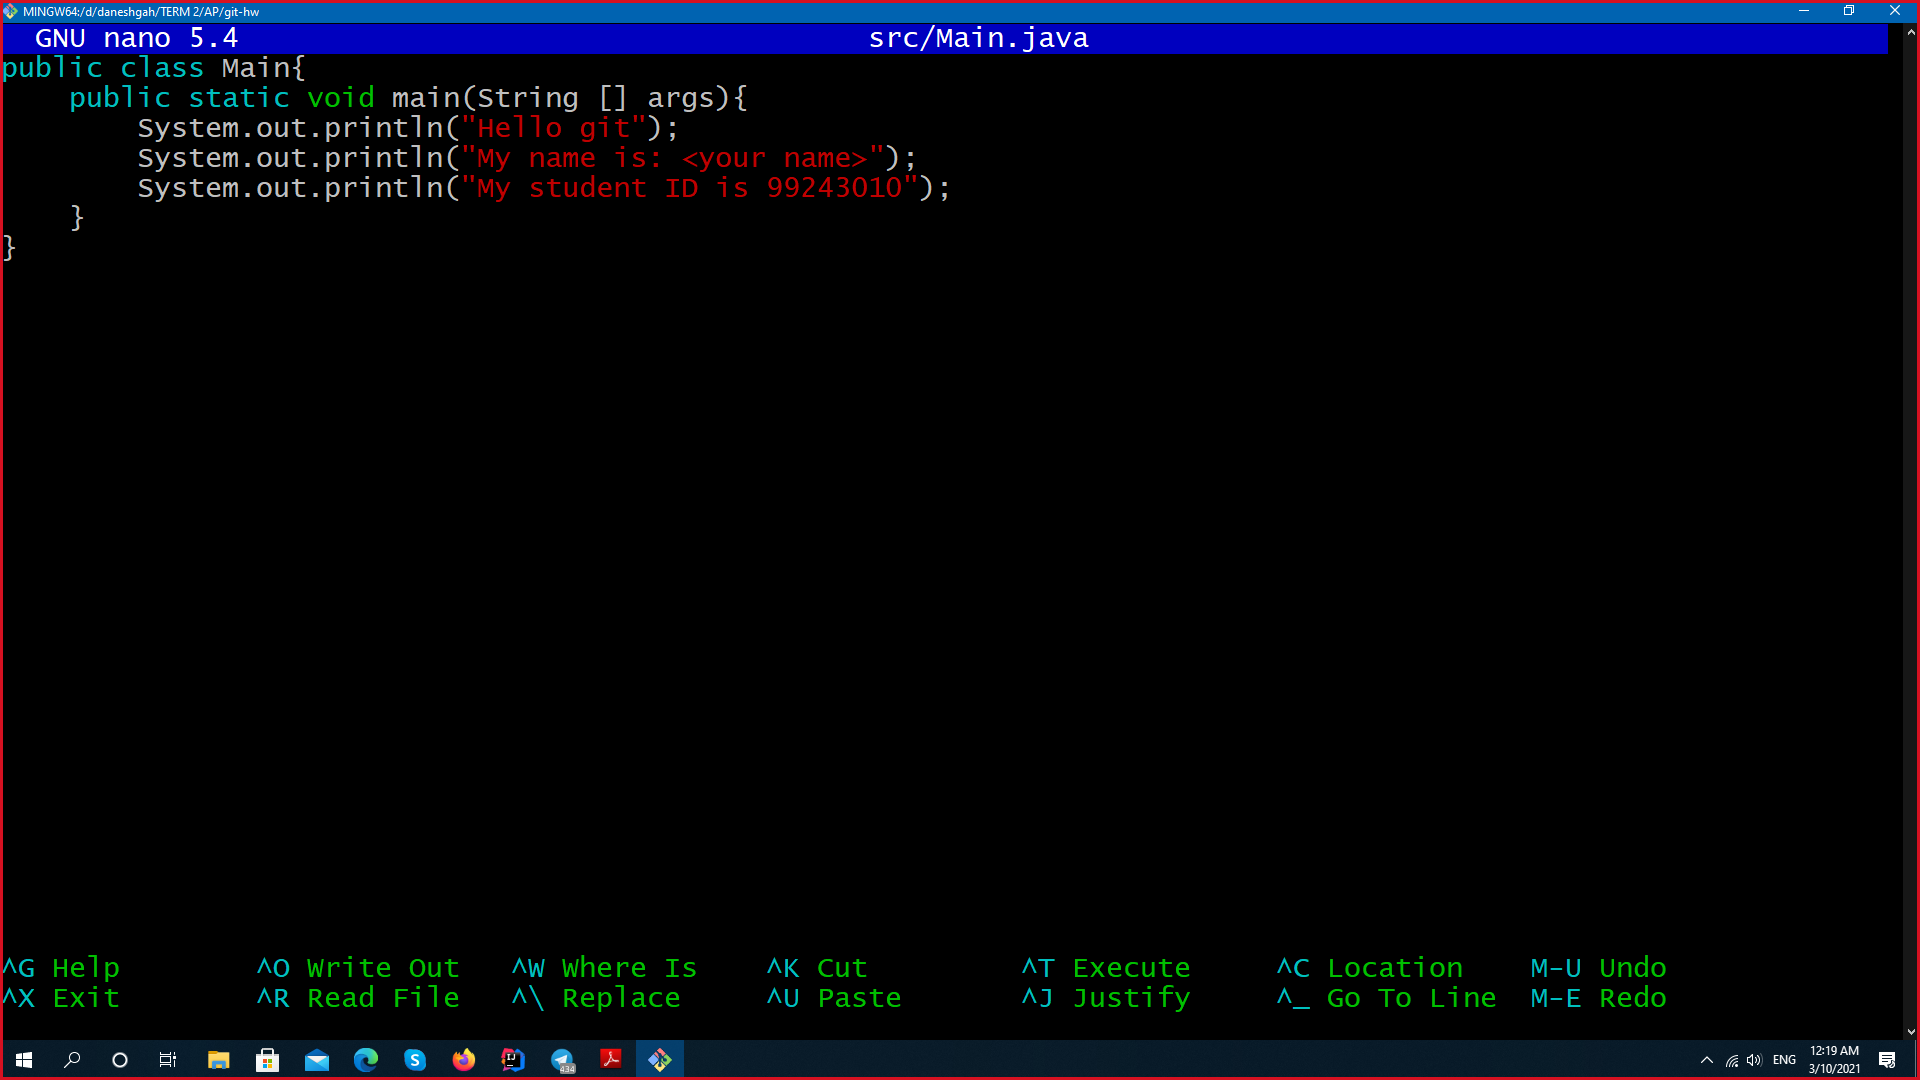 MINGW64:/d/daneshgah/TERM 2/AP/git-hw
GNU nano 5.4 src/Main.java
public class Main{
    public static void main(String [] args){
        System.out.println("Hello git");
        System.out.println("My name is: <your name>");
        System.out.println("My student ID is 99243010");
    }
}
^G Help ^O Write Out ^W Where Is ^K Cut ^T Execute ^C Location M-U Undo
^X Exit ^R Read File ^\ Replace ^U Paste ^J Justify ^_ Go To Line M-E Redo
434
ENG
12:19 AM
3/10/2021